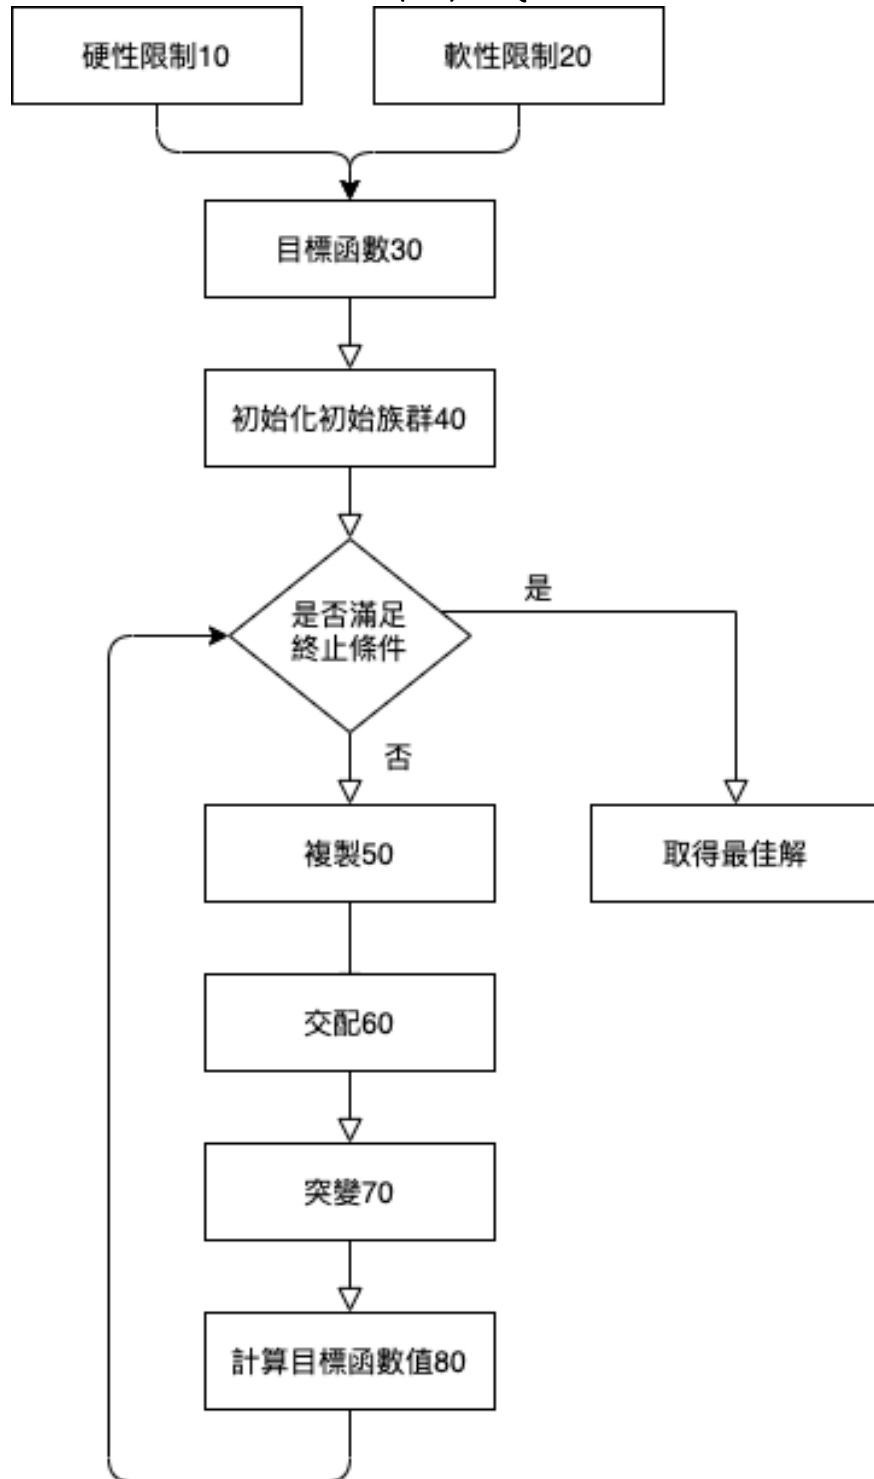 硬性限制10
軟性限制20
目標函數30
初始化初始族群40
是否滿足
終止條件
是
否
複製50
取得最佳解
交配60
突變70
計算目標函數值80